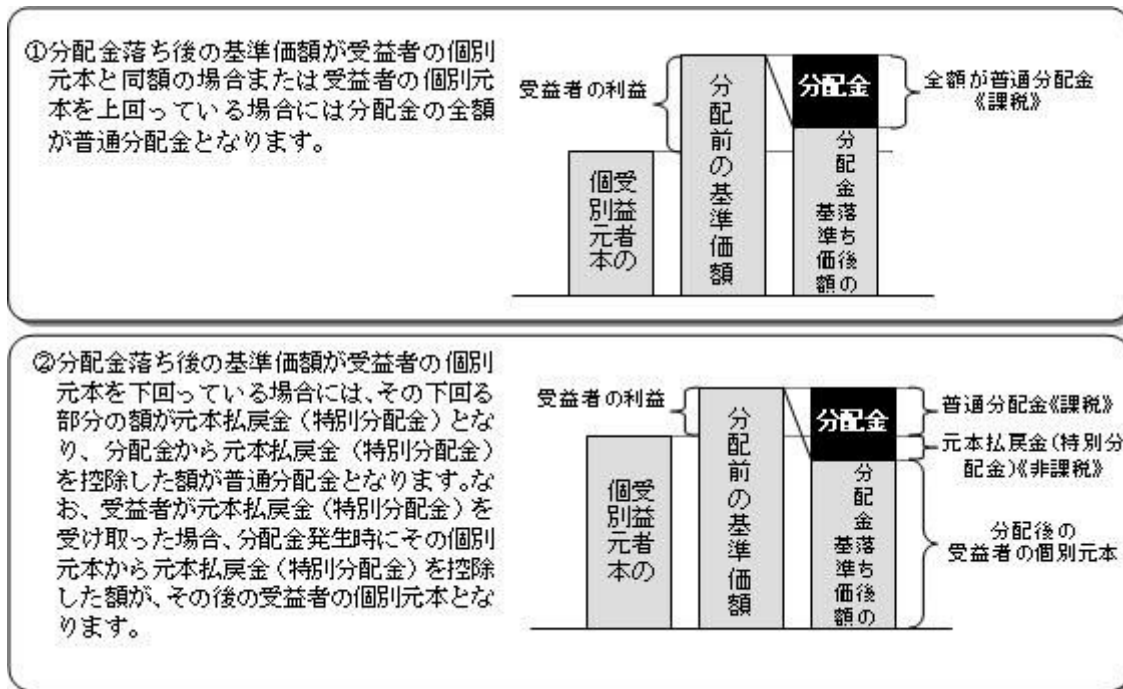 ①分配金落ち後の基準価額が受益者の個別
元本と同額の場合または受益者の個別元
本を上回っている場合には分配金の全額
が普通分配金となります。
受益者の利益
受益者の
個別元本
分配前の基準価額
分配金
分配金落ち後の
基準価額
全額が普通分配金
《課税》
②分配金落ち後の基準価額が受益者の個別
元本を下回っている場合には、その下回る
部分の額が元本払戻金（特別分配金）とな
り、分配金から元本払戻金（特別分配金）
を控除した額が普通分配金となります。な
お、受益者が元本払戻金（特別分配金）を
受け取った場合、分配金発生時にその個別
元本から元本払戻金（特別分配金）を控除
した額が、その後の受益者の個別元本とな
ります。
受益者の利益
受益者の
個別元本
分配前の基準価額
分配金
分配金落ち後の
基準価額
普通分配金《課税》
元本払戻金(特別分
配金)《非課税》
分配後の
受益者の個別元本